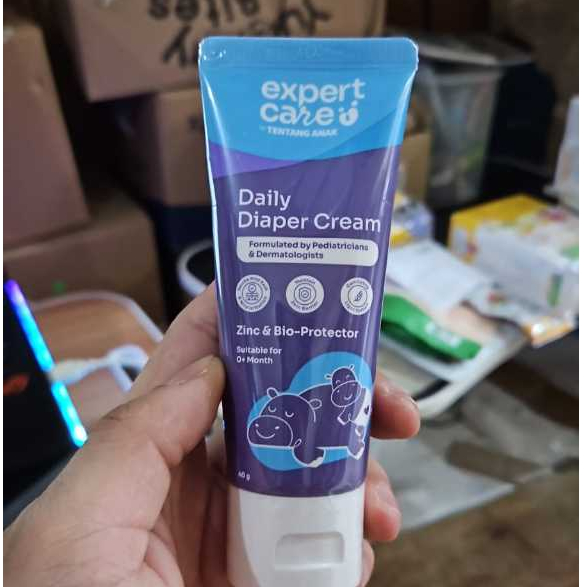 expert
care
by TENTANG ANAK
Daily
Diaper Cream
Formulated by Pediatricians
& Dermatologists
Zinc & Bio-Protector
Suitable for
0+ Month
60 g